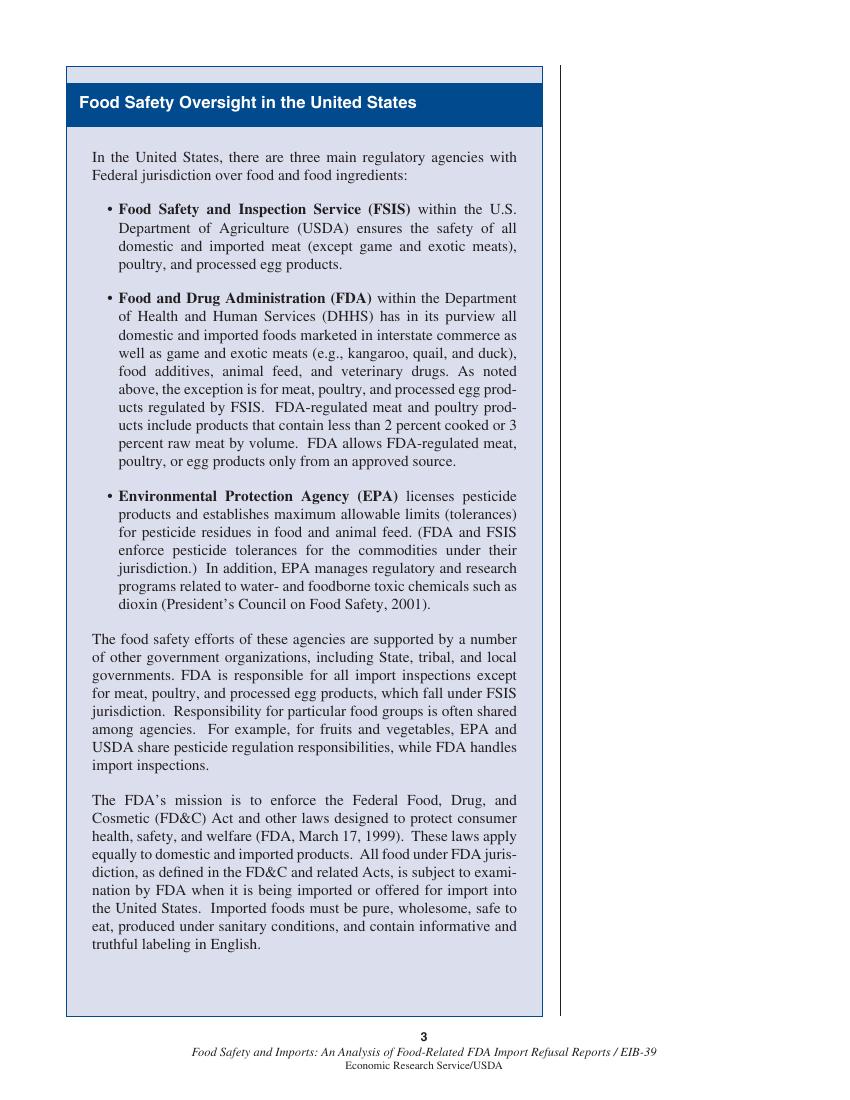 Food Safety Oversight in the United States
In the United States, there are three main regulatory agencies with
Federal jurisdiction over food and food ingredients:
• Food Safety and Inspection Service (FSIS) within the U.S.
Department of Agriculture (USDA) ensures the safety of all
domestic and imported meat (except game and exotic meats),
poultry, and processed egg products.
• Food and Drug Administration (FDA) within the Department
of Health and Human Services (DHHS) has in its purview all
domestic and imported foods marketed in interstate commerce as
well as game and exotic meats (e.g., kangaroo, quail, and duck),
food additives, animal feed, and veterinary drugs. As noted
above, the exception is for meat, poultry, and processed egg prod-
ucts regulated by FSIS. FDA-regulated meat and poultry prod-
ucts include products that contain less than 2 percent cooked or 3
percent raw meat by volume. FDA allows FDA-regulated meat,
poultry, or egg products only from an approved source.
• Environmental Protection Agency (EPA) licenses pesticide
products and establishes maximum allowable limits (tolerances)
for pesticide residues in food and animal feed. (FDA and FSIS
enforce pesticide tolerances for the commodities under their
jurisdiction.) In addition, EPA manages regulatory and research
programs related to water- and foodborne toxic chemicals such as
dioxin (President's Council on Food Safety, 2001).
The food safety efforts of these agencies are supported by a number
of other government organizations, including State, tribal, and local
governments. FDA is responsible for all import inspections except
for meat, poultry, and processed egg products, which fall under FSIS
jurisdiction. Responsibility for particular food groups is often shared
among agencies. For example, for fruits and vegetables, EPA and
USDA share pesticide regulation responsibilities, while FDA handles
import inspections.
The FDA's mission is to enforce the Federal Food, Drug, and
Cosmetic (FD&C) Act and other laws designed to protect consumer
health, safety, and welfare (FDA, March 17, 1999). These laws apply
equally to domestic and imported products. All food under FDA juris-
diction, as defined in the FD&C and related Acts, is subject to exami-
nation by FDA when it is being imported or offered for import into
the United States. Imported foods must be pure, wholesome, safe to
eat, produced under sanitary conditions, and contain informative and
truthful labeling in English.
3
Food Safety and Imports: An Analysis of Food-Related FDA Import Refusal Reports / EIB-39
Economic Research Service/USDA